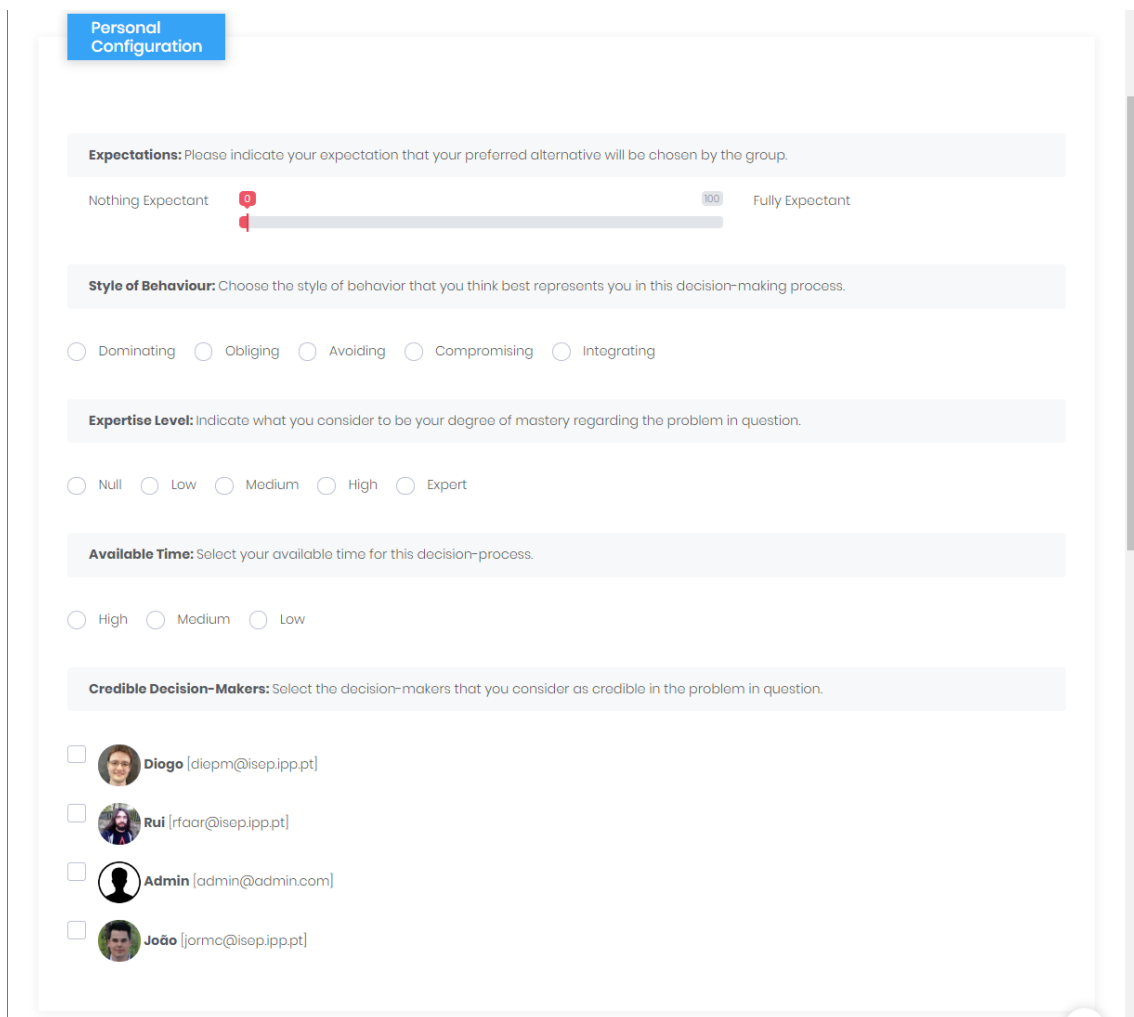 Personal
Configuration
Expectations: Please indicate your expectation that your preferred alternative will be chosen by the group.
Nothing Expectant 0 100 Fully Expectant
Style of Behaviour: Choose the style of behavior that you think best represents you in this decision-making process.
Dominating Obliging Avoiding Compromising Integrating
Expertise Level: Indicate what you consider to be your degree of mastery regarding the problem in question.
Null Low Medium High Expert
Available Time: Select your available time for this decision-process.
High Medium Low
Credible Decision-Makers: Select the decision-makers that you consider as credible in the problem in question.
Diogo [diepm@isep.ipp.pt]
Rui [rfaar@isep.ipp.pt]
Admin [admin@admin.com]
João [jormc@isep.ipp.pt]